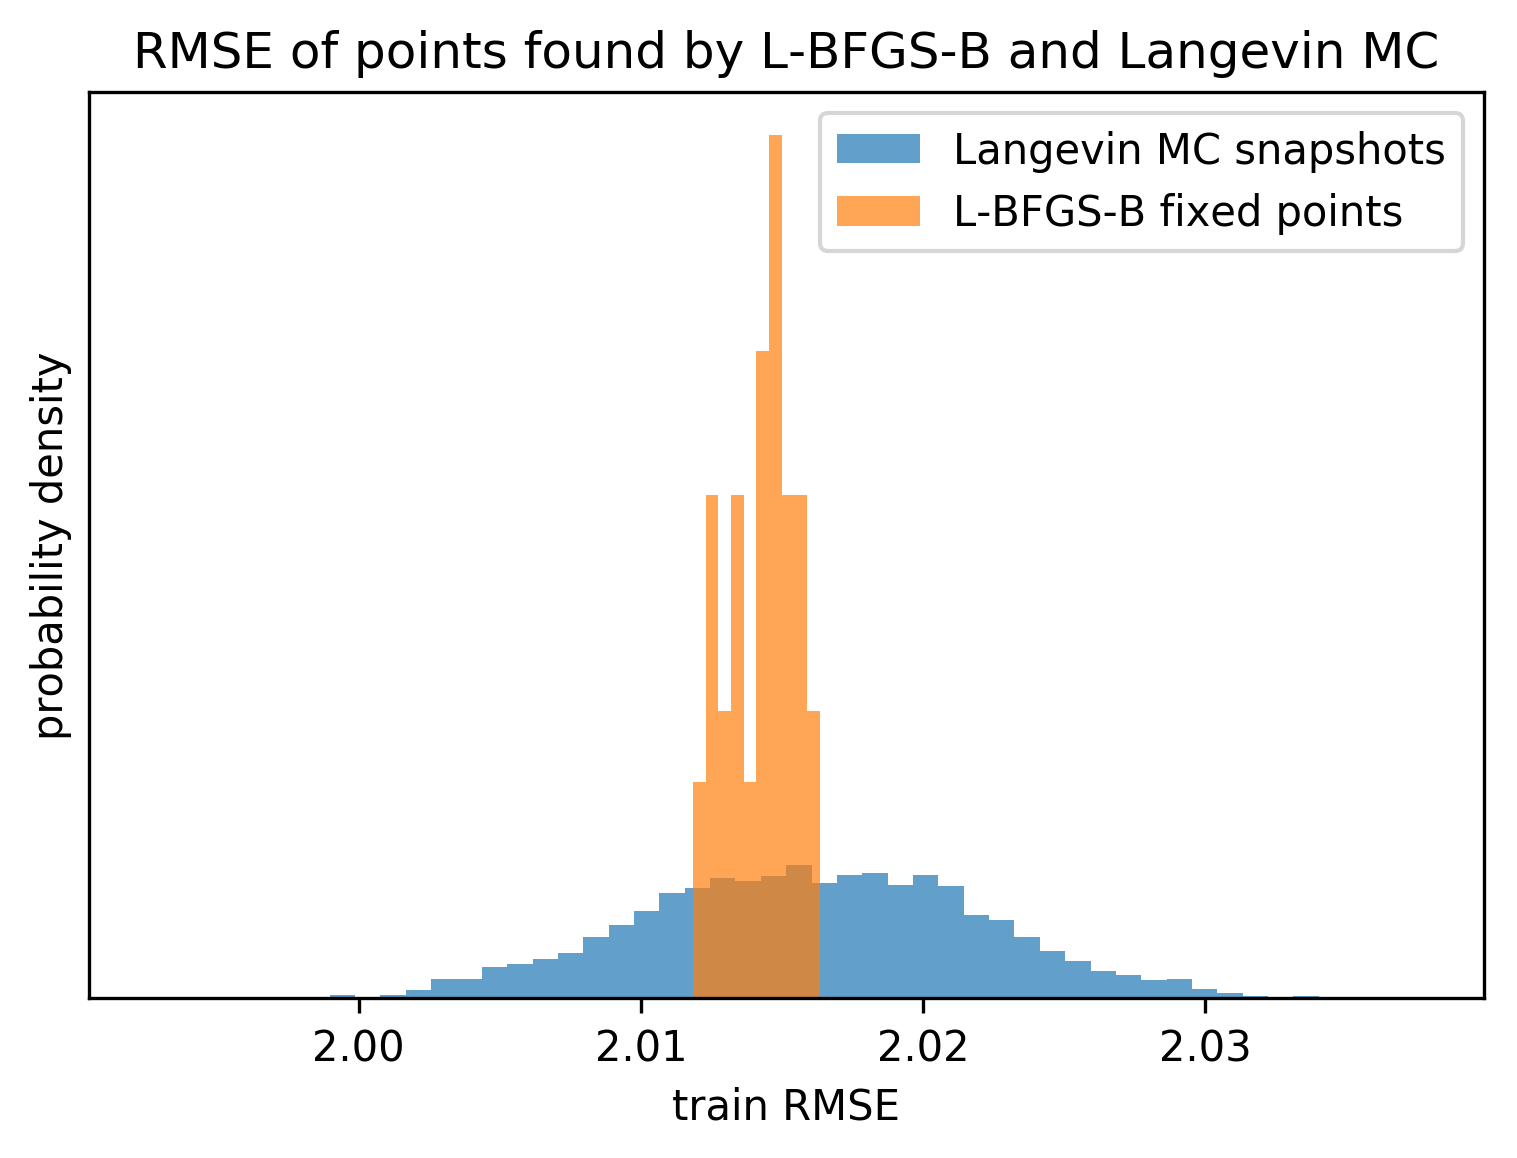 RMSE of points found by L-BFGS-B and Langevin MC
Langevin MC snapshots
L-BFGS-B fixed points
probability density
2.00 2.01 2.02 2.03
train RMSE